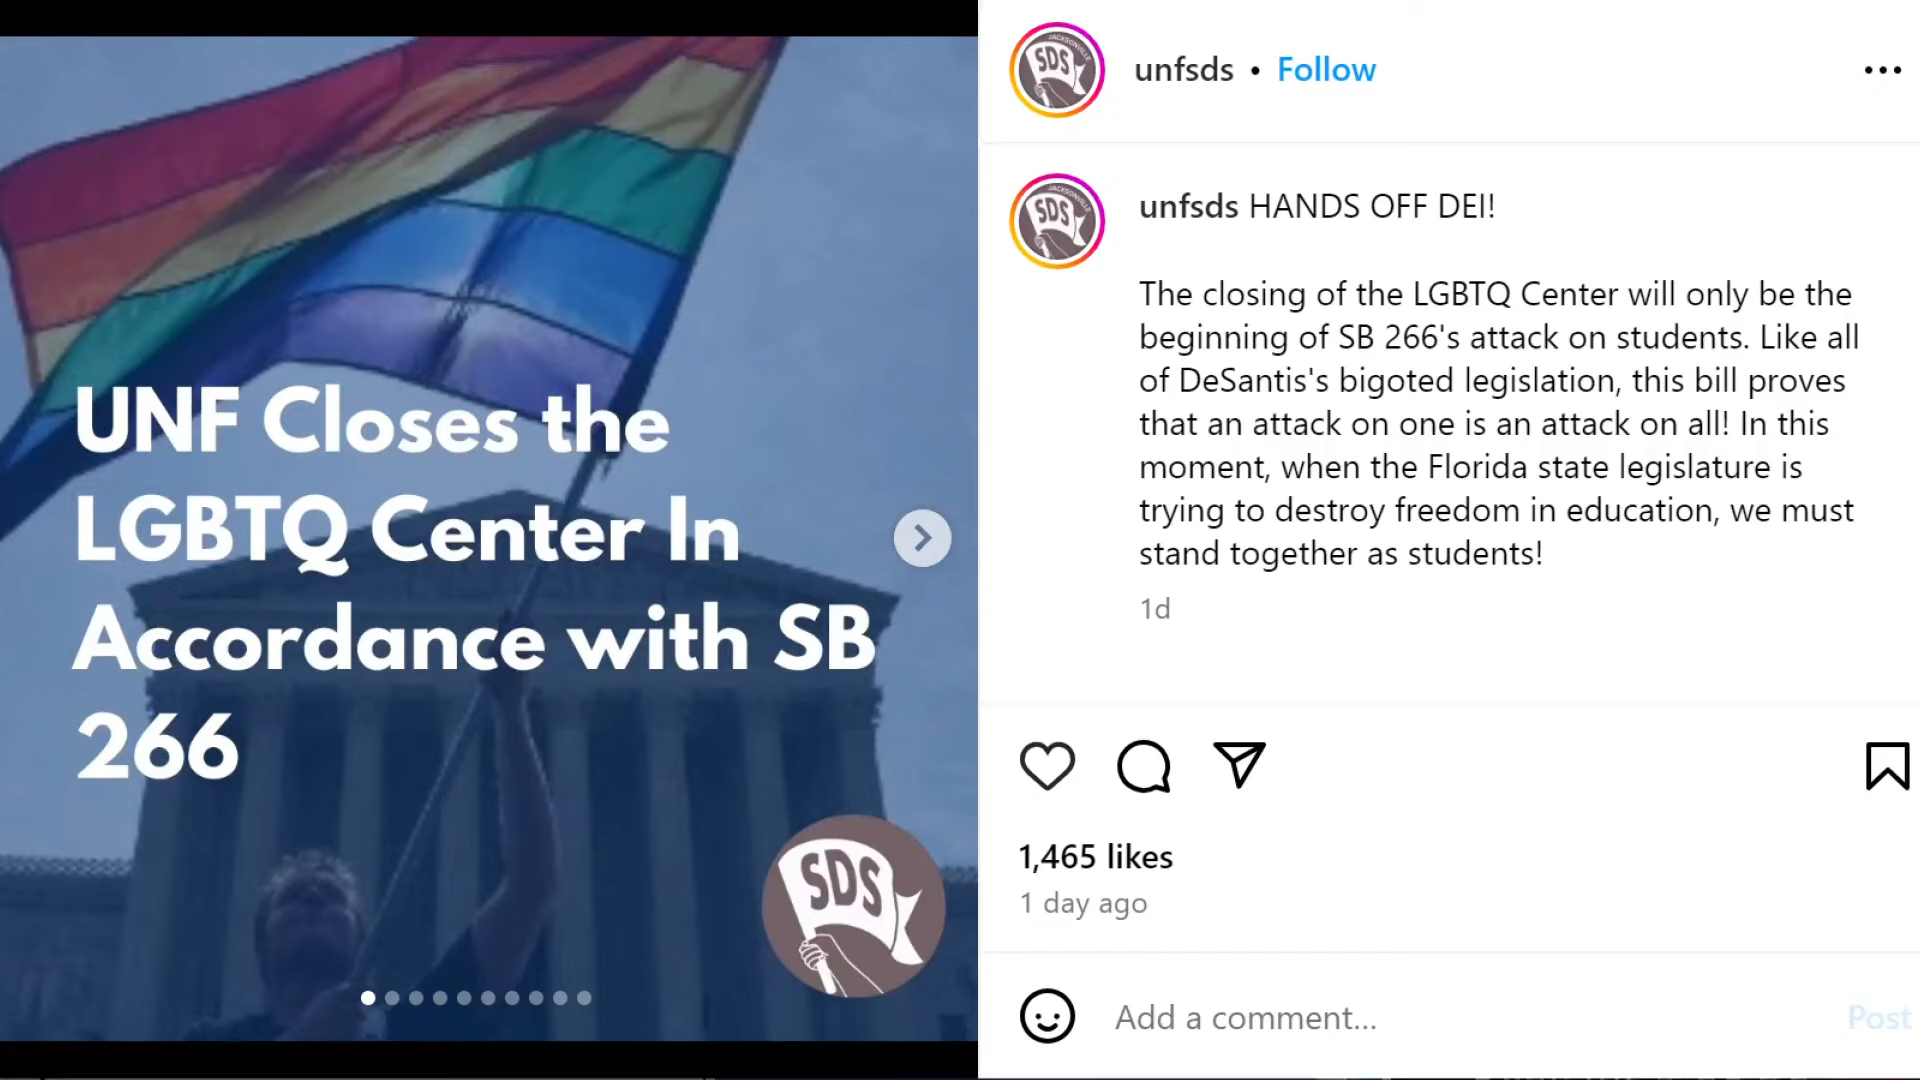 UNF Closes the
LGBTQ Center In
Accordance with SB
266
SDS
JACKSONVILLE
SDS
unfsds • Follow
JACKSONVILLE
SDS
unfsds HANDS OFF DEI!
The closing of the LGBTQ Center will only be the
beginning of SB 266's attack on students. Like all
of DeSantis's bigoted legislation, this bill proves
that an attack on one is an attack on all! In this
moment, when the Florida state legislature is
trying to destroy freedom in education, we must
stand together as students!
1d
1,465 likes
1 day ago
Add a comment...
Post